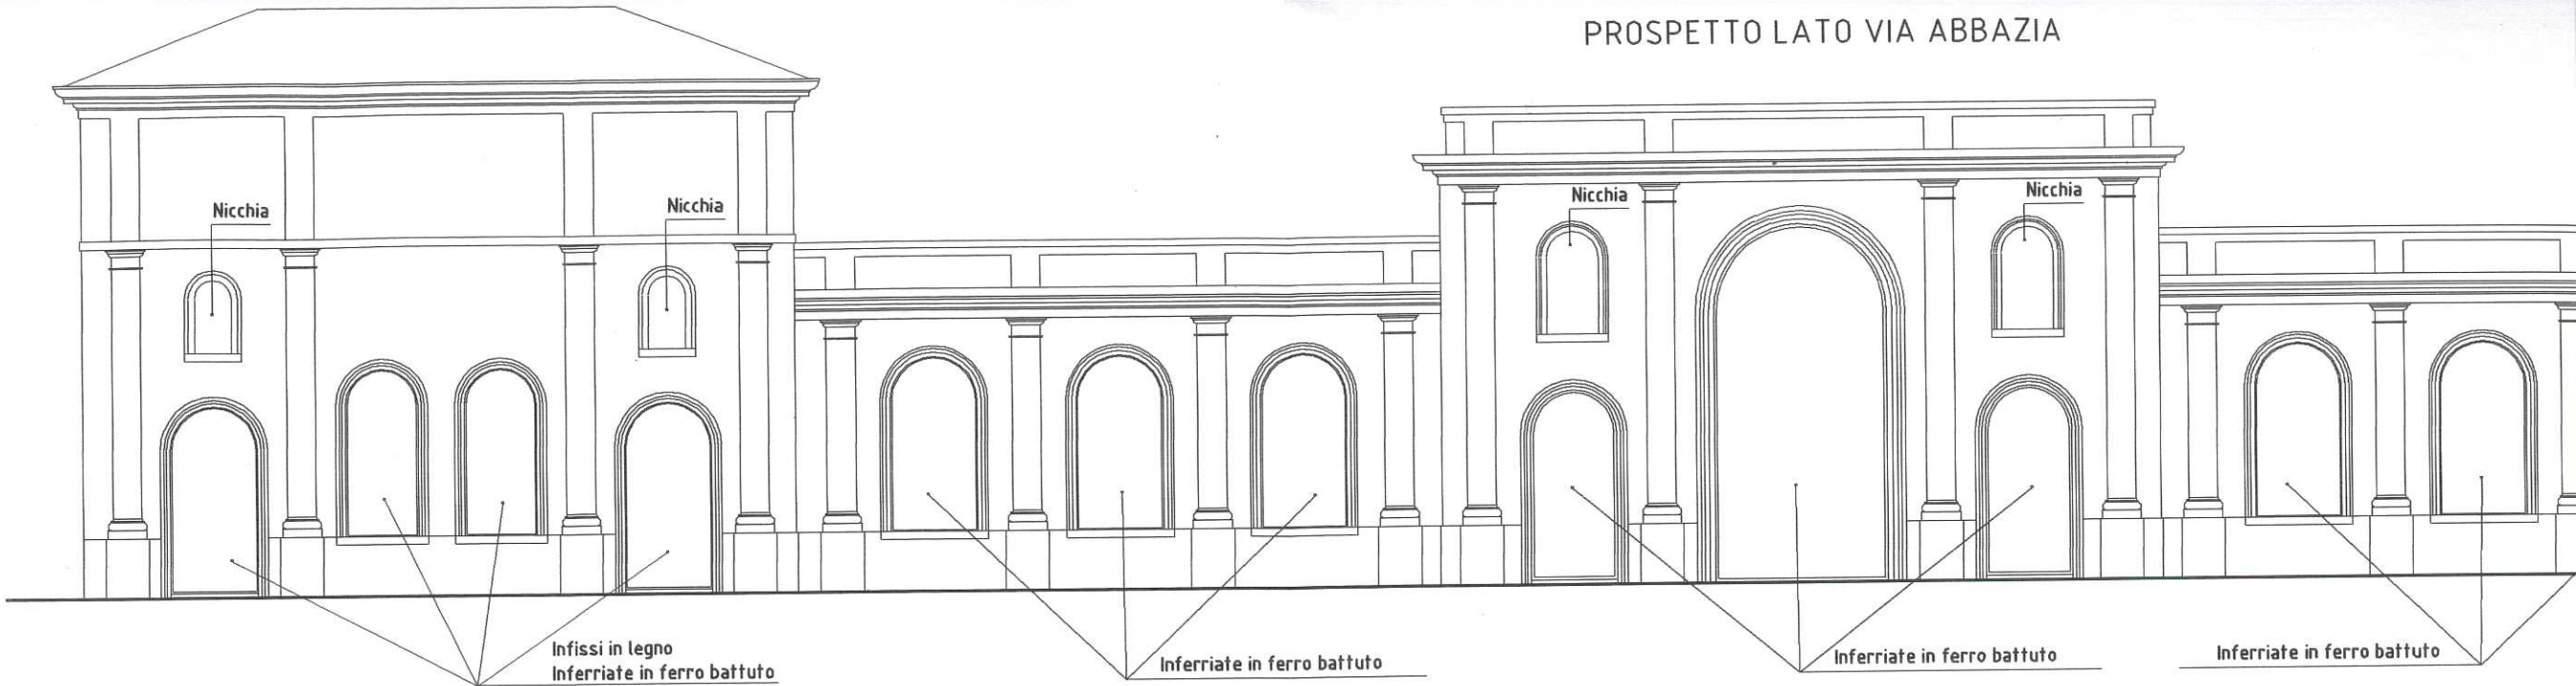 PROSPETTO LATO VIA ABBAZIA
Nicchia
Nicchia
Nicchia
Nicchia
Infissi in legno
Inferriate in ferro battuto
Inferriate in ferro battuto
Inferriate in ferro battuto
Inferriate in ferro battuto